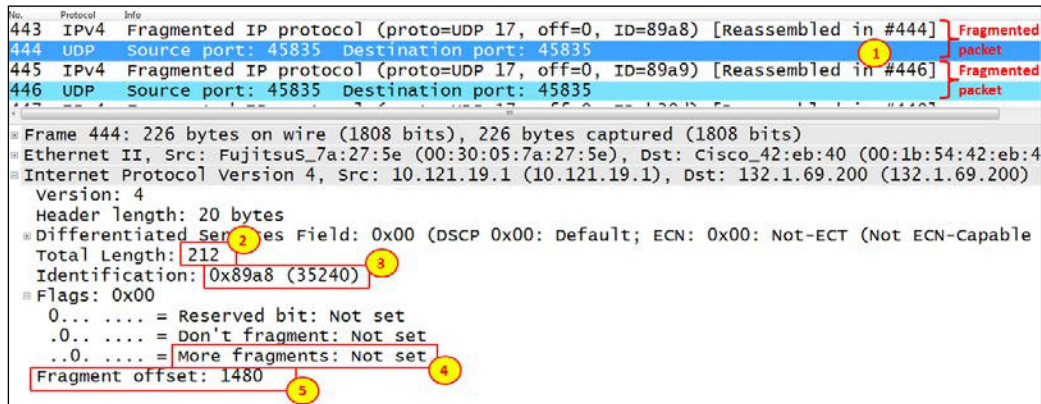 No. Protocol Info
443 IPv4 Fragmented IP protocol (proto=UDP 17, off=0, ID=89a8) [Reassembled in #444] Fragmented
444 UDP Source port: 45835 Destination port: 45835 1 packet
445 IPv4 Fragmented IP protocol (proto=UDP 17, off=0, ID=89a9) [Reassembled in #446] Fragmented
446 UDP Source port: 45835 Destination port: 45835 packet
Frame 444: 226 bytes on wire (1808 bits), 226 bytes captured (1808 bits)
Ethernet II, Src: FujitsuS_7a:27:5e (00:30:05:7a:27:5e), Dst: Cisco_42:eb:40 (00:1b:54:42:eb:4
Internet Protocol Version 4, Src: 10.121.19.1 (10.121.19.1), Dst: 132.1.69.200 (132.1.69.200)
Version: 4
Header length: 20 bytes
Differentiated Field: 0x00 (DSCP 0x00: Default; ECN: 0x00: Not-ECT (Not ECN-Capable
2
Total Length: 212
3
Identification: 0x89a8 (35240)
Flags: 0x00
0... .... = Reserved bit: Not set
.0.. .... = Don't fragment: Not set
..0. .... = More fragments: Not set
4
Fragment offset: 1480
5